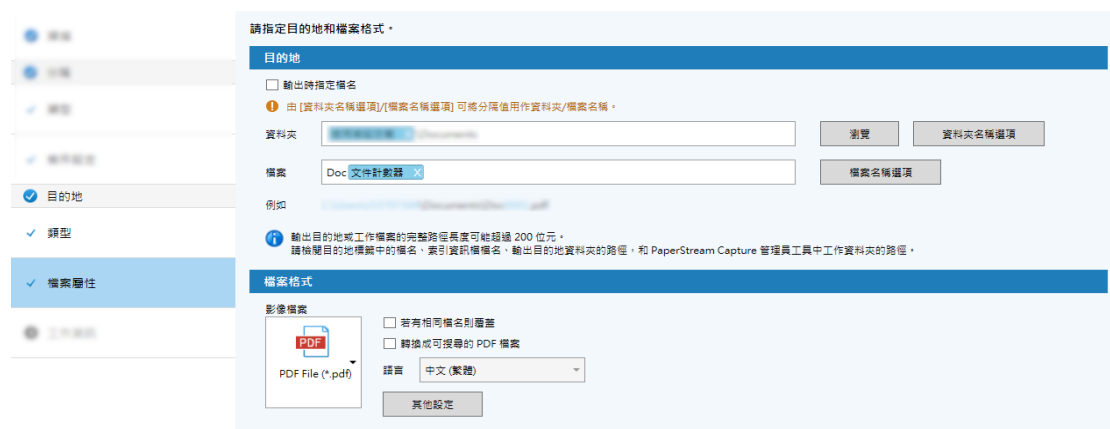 請指定目的地和檔案格式。
目的地
輸出時指定檔名
由 [資料夾名稱選項]/[檔案名稱選項] 可將分隔值用作資料夾/檔案名稱。
資料夾
瀏覽
資料夾名稱選項
檔案
Doc 文件計數器 X
檔案名稱選項
例如
輸出目的地或工作檔案的完整路徑長度可能超過 200 位元。
請檢閱目的地標籤中的檔名、索引資訊檔檔名、輸出目的地資料夾的路徑，和 PaperStream Capture 管理員工具中工作資料夾的路徑。
目的地
類型
檔案屬性
檔案格式
影像檔案
PDF
PDF File (*.pdf)
若有相同檔名則覆蓋
轉換成可搜尋的 PDF 檔案
語言
中文 (繁體)
其他設定